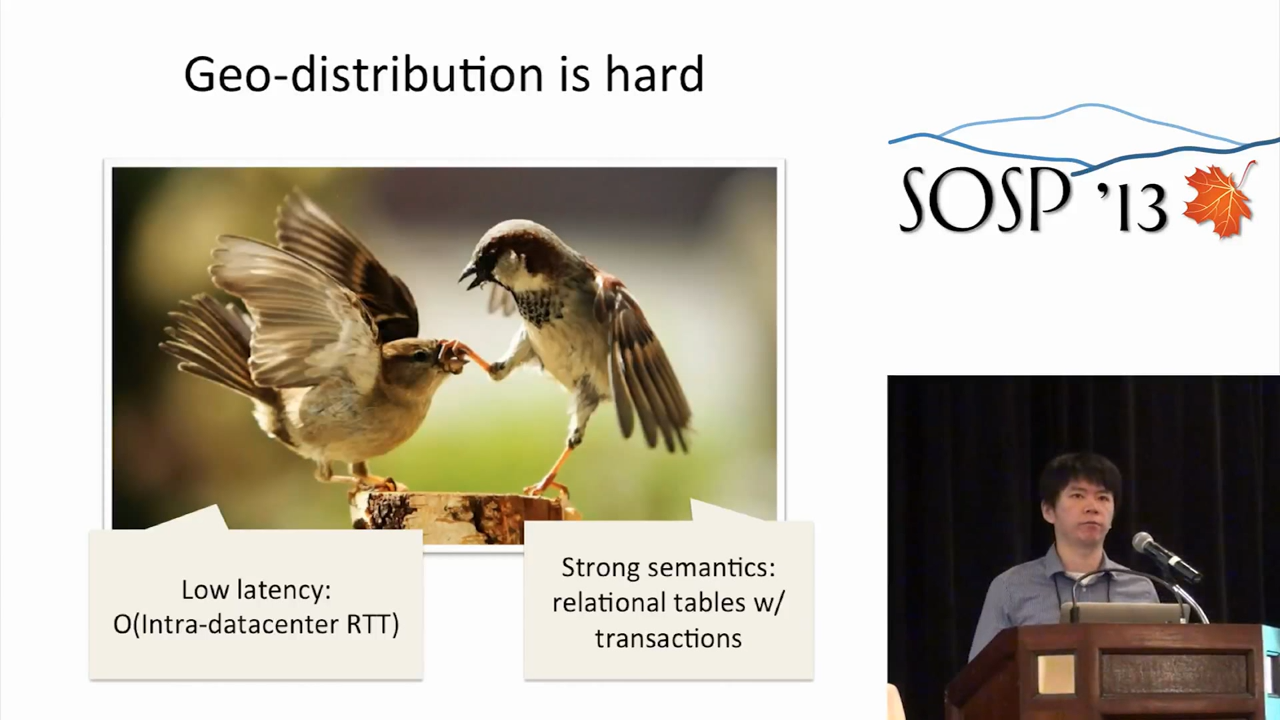 Geo-distribution is hard
SOSP '13
Low latency:
O(Intra-datacenter RTT)
Strong semantics:
relational tables w/
transactions